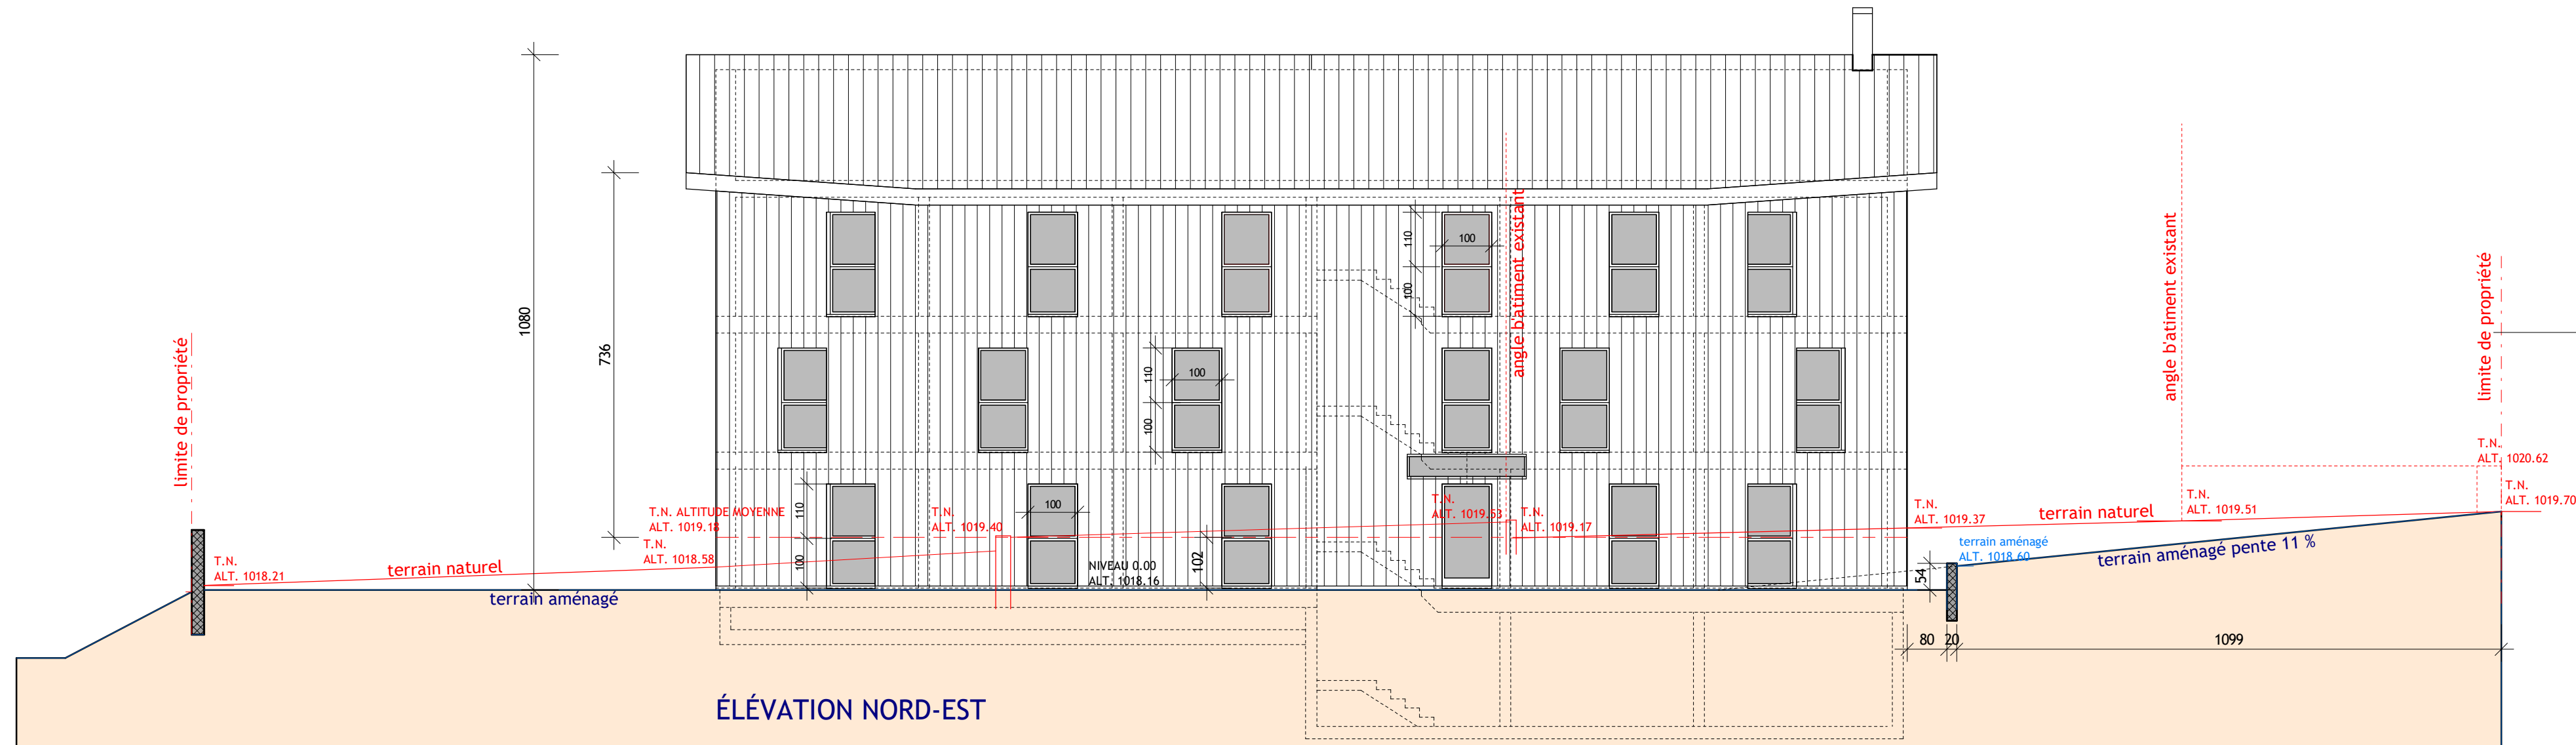 1080
736
limite de propriété
T.N.
ALT. 1018.21
terrain naturel
terrain aménagé
T.N. ALTITUDE MOYENNE
ALT. 1019.18
T.N.
ALT. 1018.58
T.N.
ALT. 1019.40
110
100
100
NIVEAU 0.00
ALT. 1018.16
102
110
100
100
110
100
100
angle b'atiment existant
T.N.
ALT. 1019.53
T.N.
ALT. 1019.17
T.N.
ALT. 1019.37
terrain naturel
terrain aménagé
ALT. 1018.60
terrain aménagé pente 11 %
54
80
20
1099
angle b'atiment existant
T.N.
ALT. 1019.51
limite de propriété
T.N.
ALT. 1020.62
T.N.
ALT. 1019.70
ÉLÉVATION NORD-EST